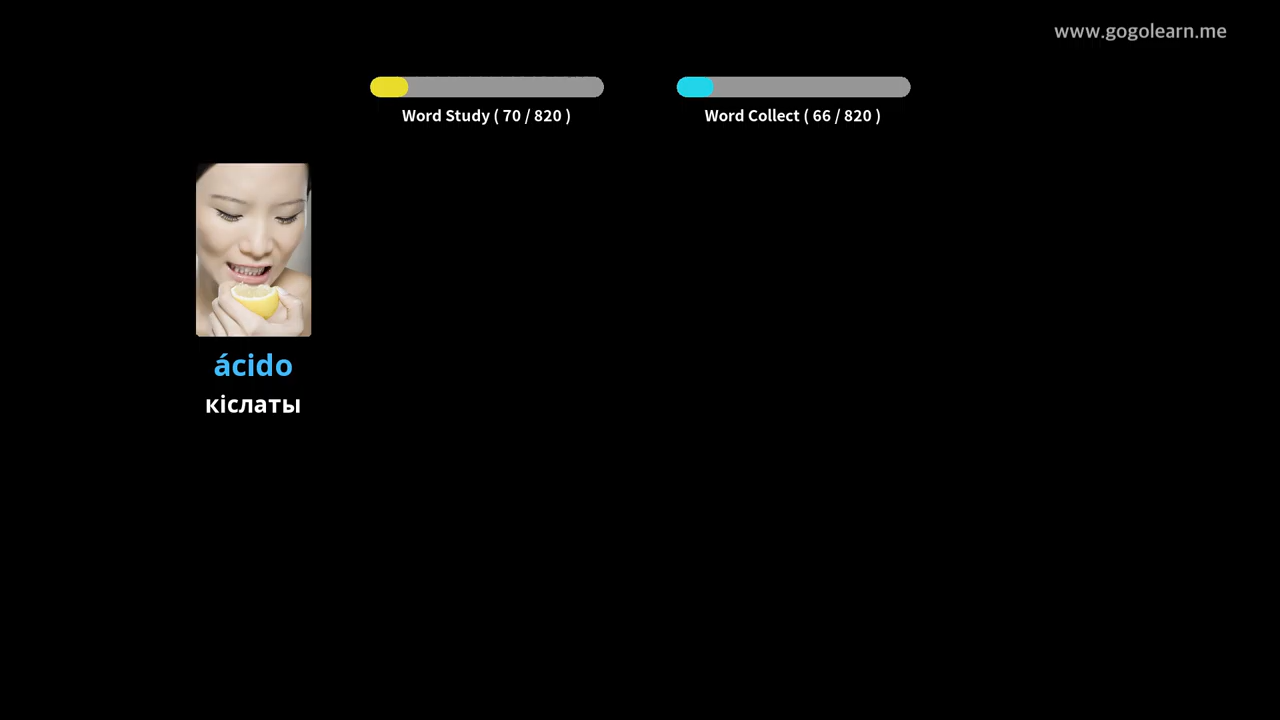 www.gogolearn.me
Word Study ( 70 / 820 )
Word Collect ( 66 / 820 )
ácido
кіслаты